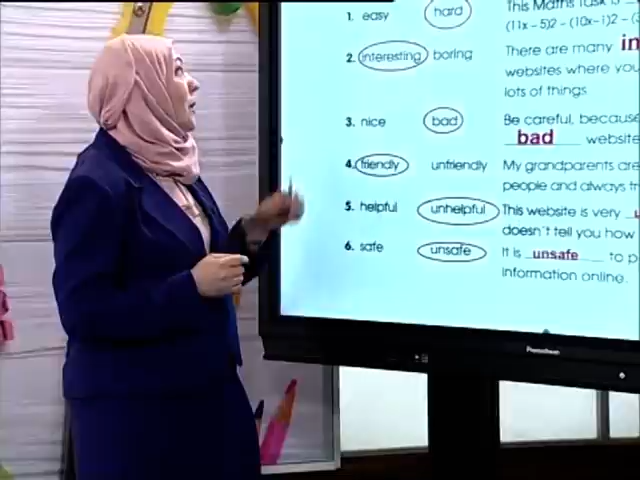 1. easy hard This Maths Task is
(11x – 5)2 – (10x – 1)2 –
2. interesting boring There are many in
websites where you
lots of things
3. nice bad Be careful, because
bad website
4. friendly unfriendly My grandparents are
people and always
5. helpful unhelpful This website is very
doesn't tell you how
6. safe unsafe It is unsafe to p
information online.
Promethean